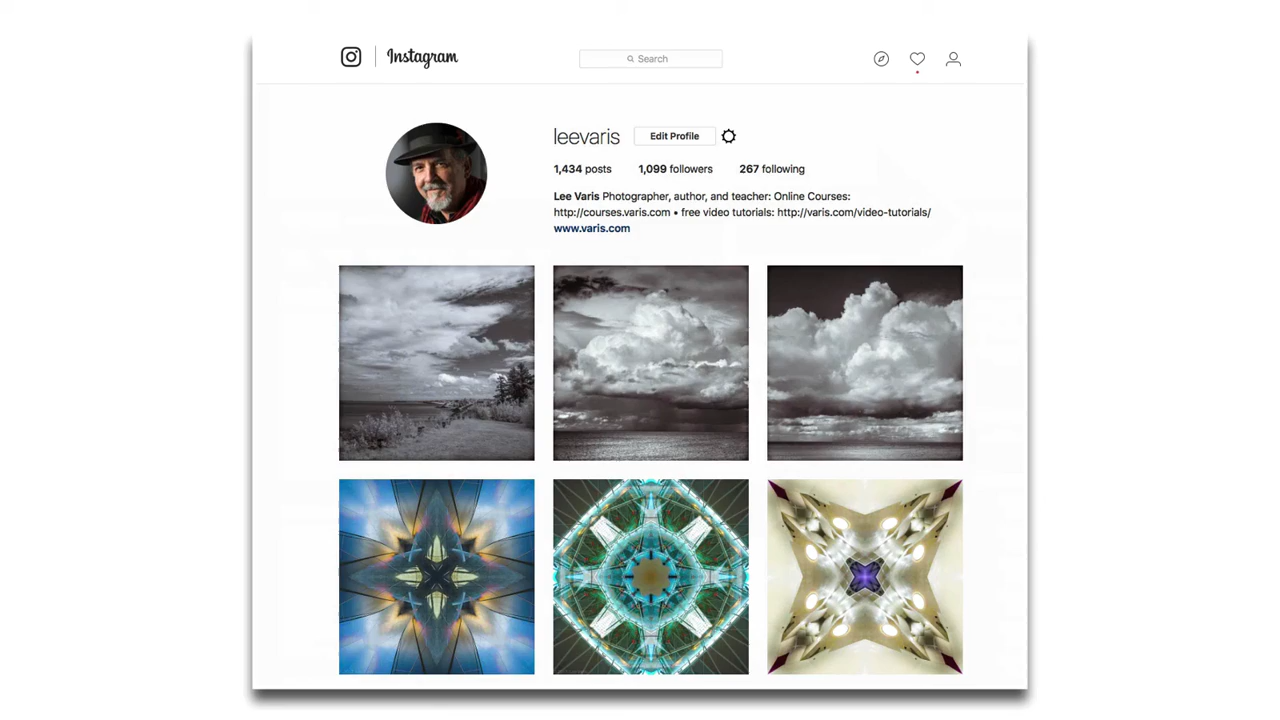 Instagram
Search
leevaris
Edit Profile
1,434 posts 1,099 followers 267 following
Lee Varis Photographer, author, and teacher: Online Courses:
http://courses.varis.com • free video tutorials: http://varis.com/video-tutorials/
www.varis.com